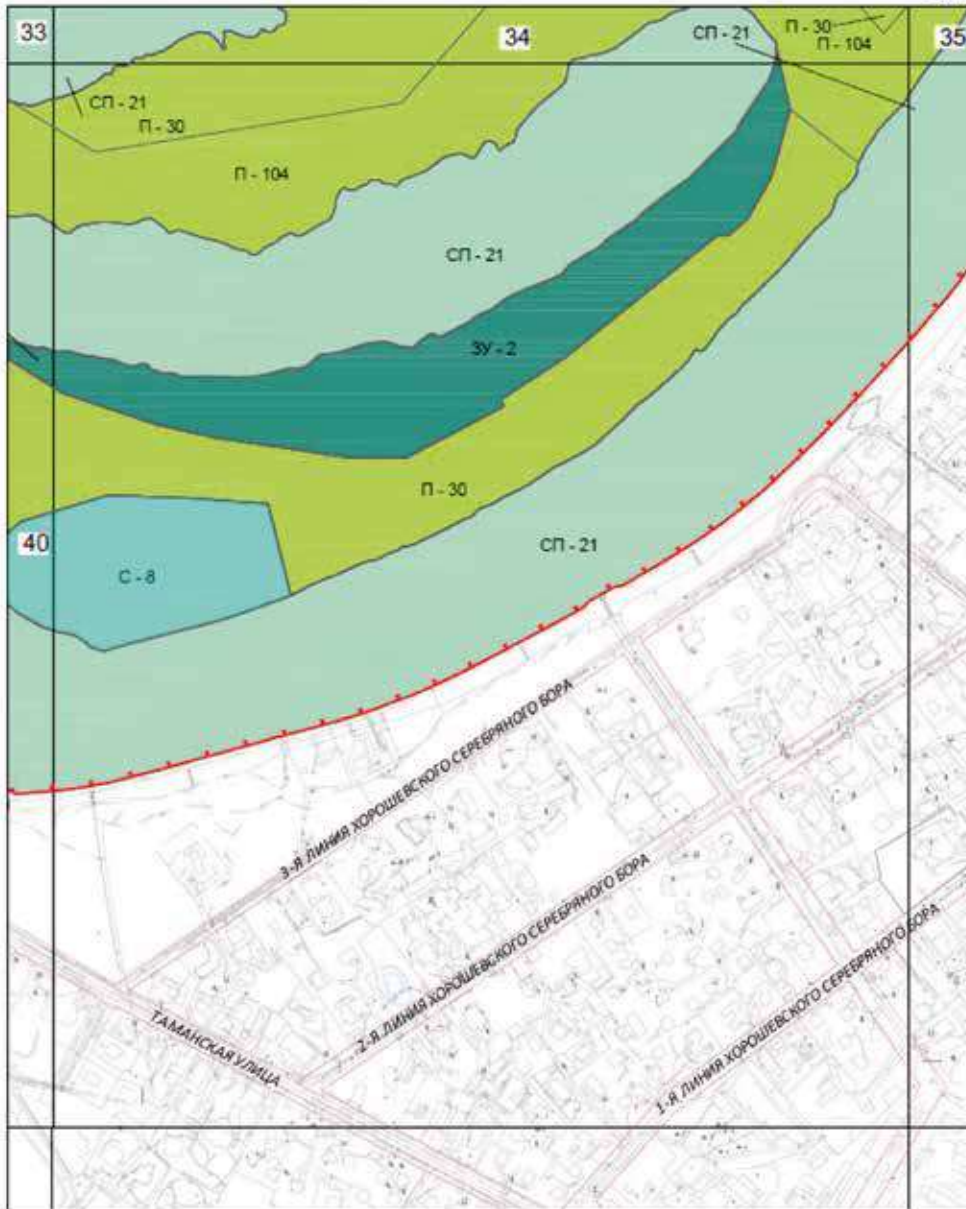 33
34
35
СП - 21
П - 30
П - 104
СП - 21
П - 30
П - 104
СП - 21
ЗУ - 2
П - 30
40
С - 8
СП - 21
3-Я ЛИНИЯ ХОРОШЕВСКОГО СЕРЕБРЯНОГО БОРА
2-Я ЛИНИЯ ХОРОШЕВСКОГО СЕРЕБРЯНОГО БОРА
1-Я ЛИНИЯ ХОРОШЕВСКОГО СЕРЕБРЯНОГО БОРА
ТАМАНСКАЯ УЛИЦА